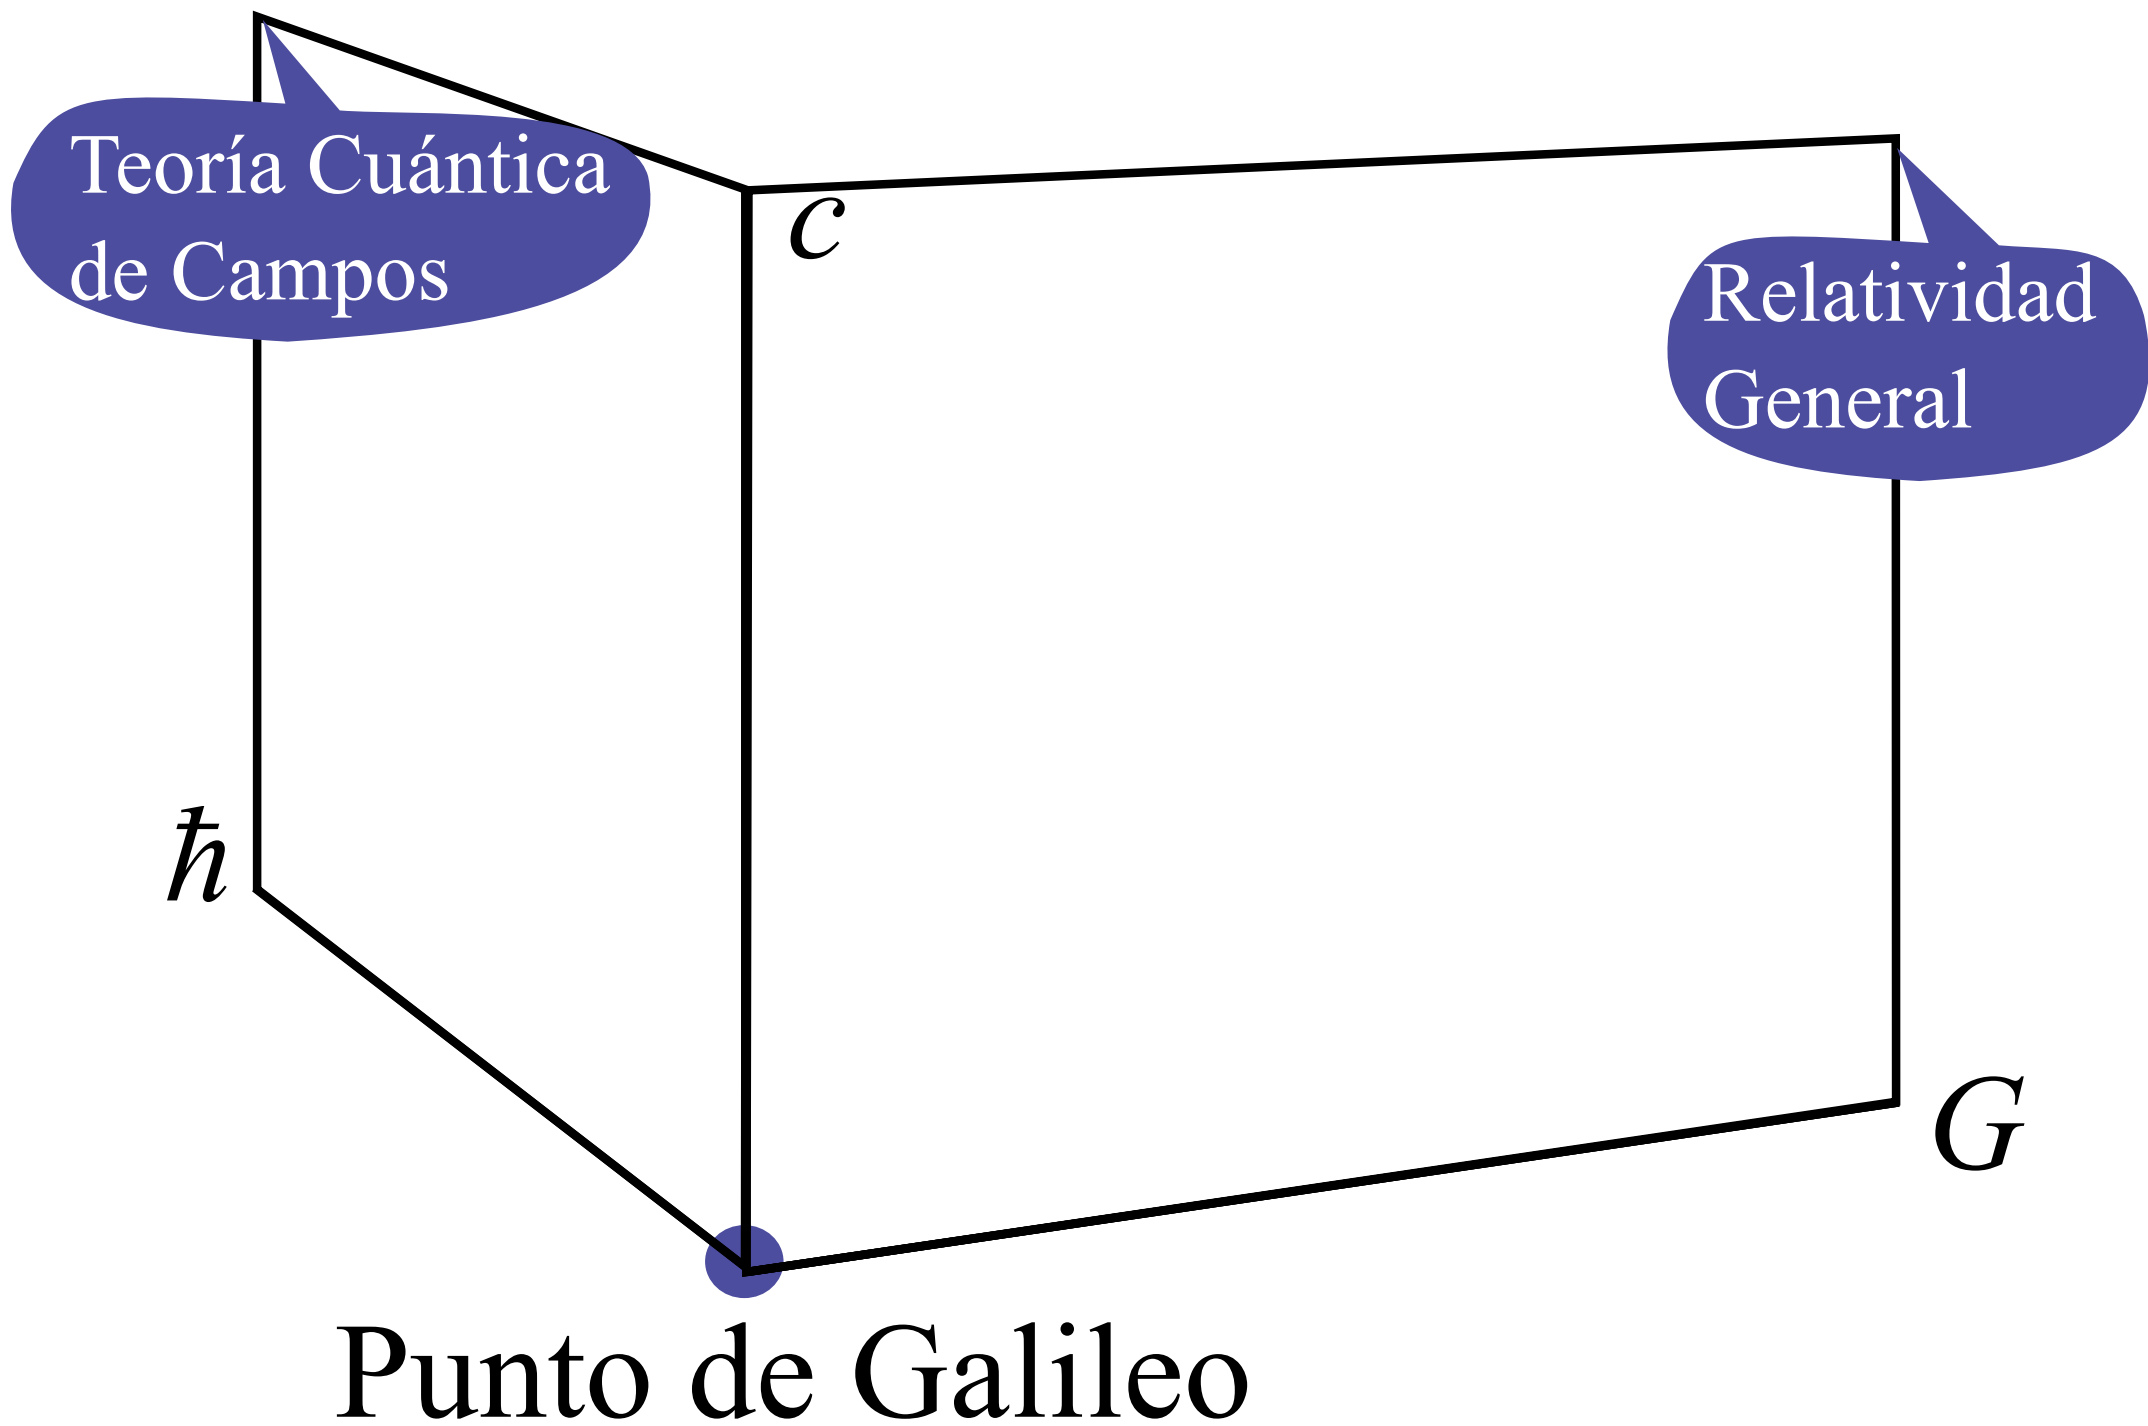 Teoría Cuántica
de Campos
c
Relatividad
General
ħ
G
Punto de Galileo